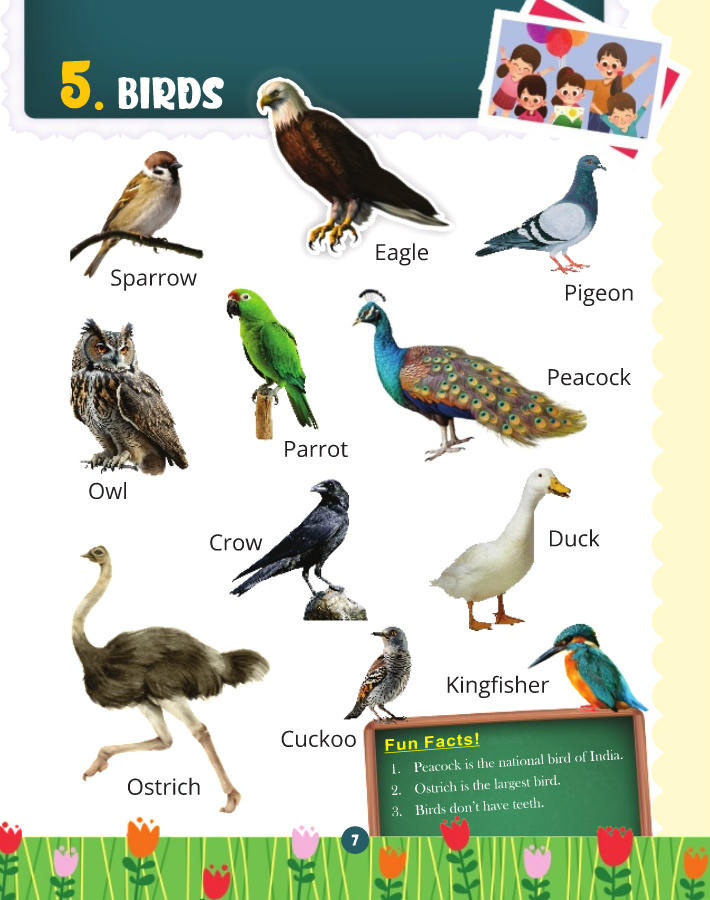 5. BIRDS
Sparrow
Eagle
Pigeon
Owl
Parrot
Peacock
Crow
Duck
Ostrich
Cuckoo
Kingfisher
Fun Facts!
1. Peacock is the national bird of India.
2. Ostrich is the largest bird.
3. Birds don't have teeth.
7